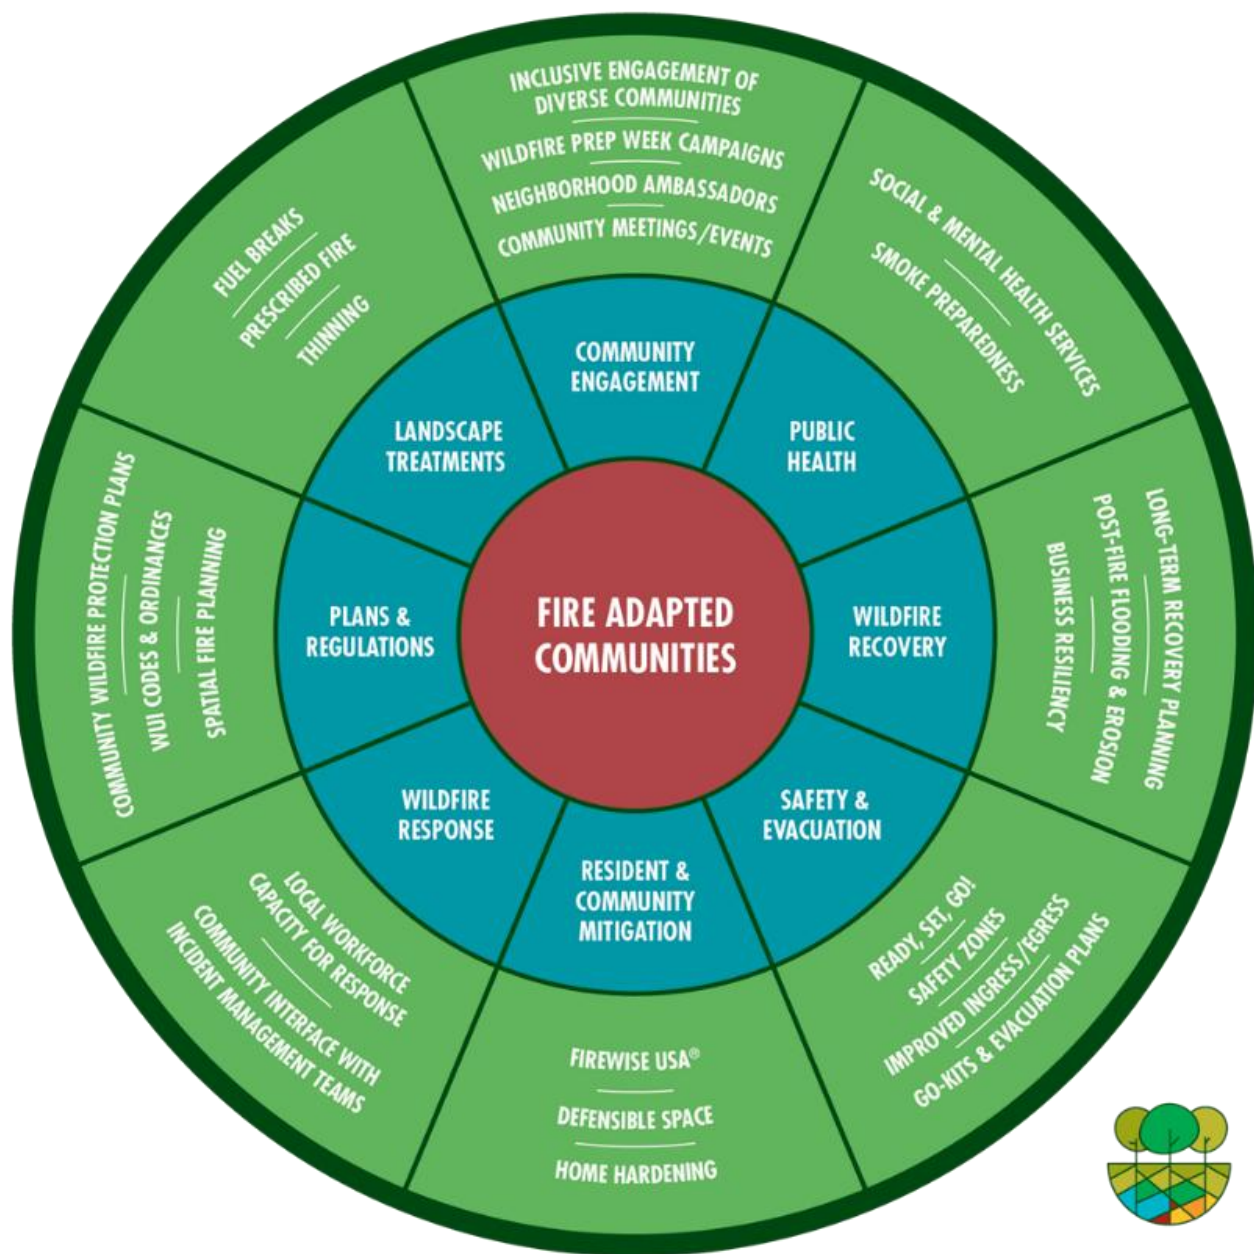 FIRE ADAPTED
COMMUNITIES
COMMUNITY
ENGAGEMENT
INCLUSIVE ENGAGEMENT OF
DIVERSE COMMUNITIES
WILDFIRE PREP WEEK CAMPAIGNS
NEIGHBORHOOD AMBASSADORS
COMMUNITY MEETINGS/EVENTS
PUBLIC
HEALTH
SOCIAL & MENTAL HEALTH SERVICES
SMOKE PREPAREDNESS
WILDFIRE
RECOVERY
LONG-TERM RECOVERY PLANNING
POST-FIRE FLOODING & EROSION
BUSINESS RESILIENCY
SAFETY &
EVACUATION
READY, SET, GO!
SAFETY ZONES
IMPROVED INGRESS/EGRESS
GO-KITS & EVACUATION PLANS
RESIDENT &
COMMUNITY
MITIGATION
FIREWISE USA®
DEFENSIBLE SPACE
HOME HARDENING
WILDFIRE
RESPONSE
LOCAL WORKFORCE
CAPACITY FOR RESPONSE
COMMUNITY INTERFACE WITH
INCIDENT MANAGEMENT TEAMS
PLANS &
REGULATIONS
COMMUNITY WILDFIRE PROTECTION PLANS
WUI CODES & ORDINANCES
SPATIAL FIRE PLANNING
LANDSCAPE
TREATMENTS
FUEL BREAKS
PRESCRIBED FIRE
THINNING